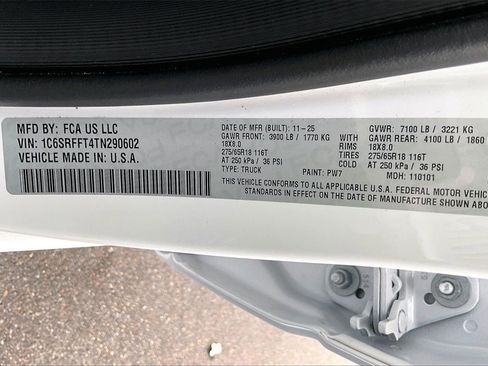 MFD BY: FCA US LLC
VIN: 1C6SRFFT4TN290602
VEHICLE MADE IN: U.S.A.
DATE OF MFR (BUILT): 11-25
GAWR FRONT: 3900 LB / 1770 KG
18X8.0 RIMS
275/65R18 116T TIRES
AT 250 kPa / 36 PSI COLD
TYPE: TRUCK PAINT: PW7
GVWR: 7100 LB / 3221 KG
GAWR REAR: 4100 LB / 1860
18X8.0
275/65R18 116T
AT 250 kPa / 36 PSI
MDH: 110101
THIS VEHICLE CONFORMS TO ALL APPLICABLE U.S.A. FEDERAL MOTOR VEHIC
STANDARDS IN EFFECT ON THE DATE OF MANUFACTURE SHOWN ABO